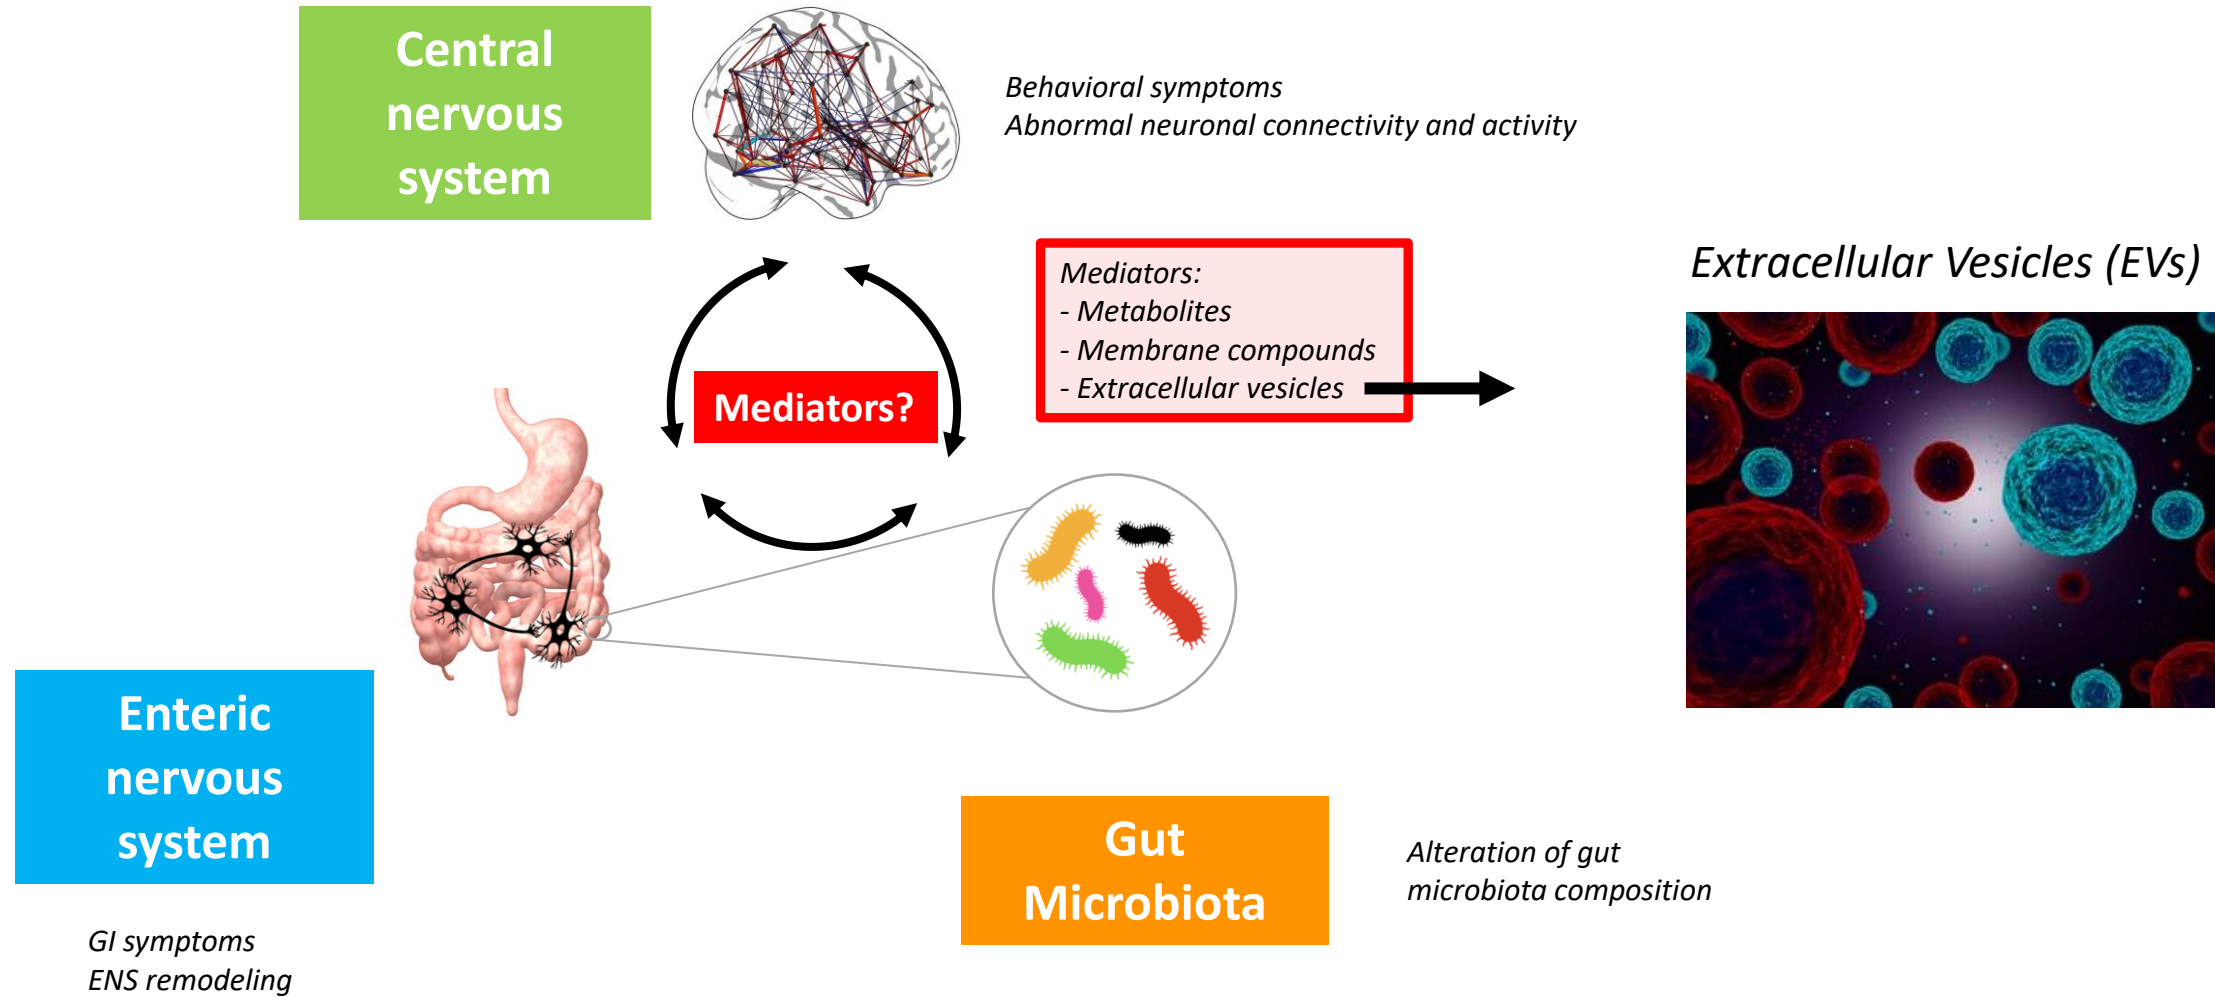 Central
nervous
system
Behavioral symptoms
Abnormal neuronal connectivity and activity
Mediators:
- Metabolites
- Membrane compounds
- Extracellular vesicles
Extracellular Vesicles (EVs)
Mediators?
Enteric
nervous
system
GI symptoms
ENS remodeling
Gut
Microbiota
Alteration of gut
microbiota composition